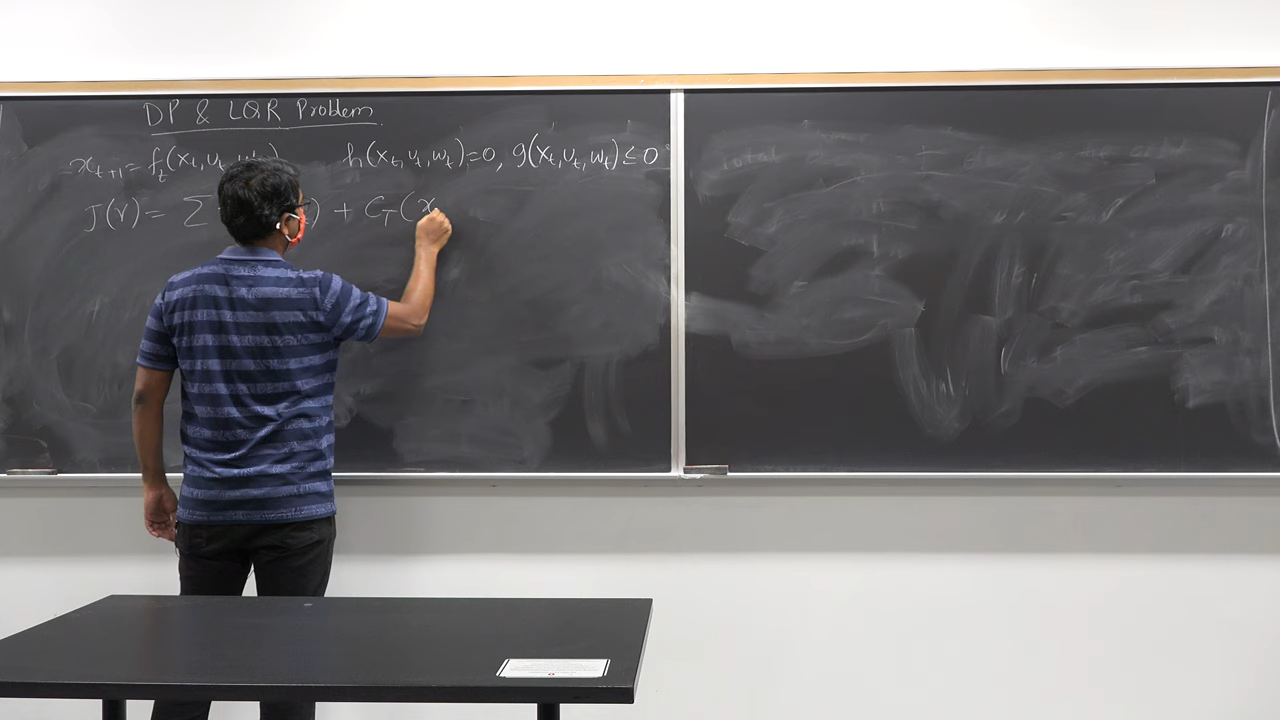 DP & LQR Problem
x_{t+1} = f_t(x_t, u_t, w_t) h(x_t, u_t, w_t) = 0, g(x_t, u_t, w_t) ≤ 0
J(γ) = Σ ) + C_T(x